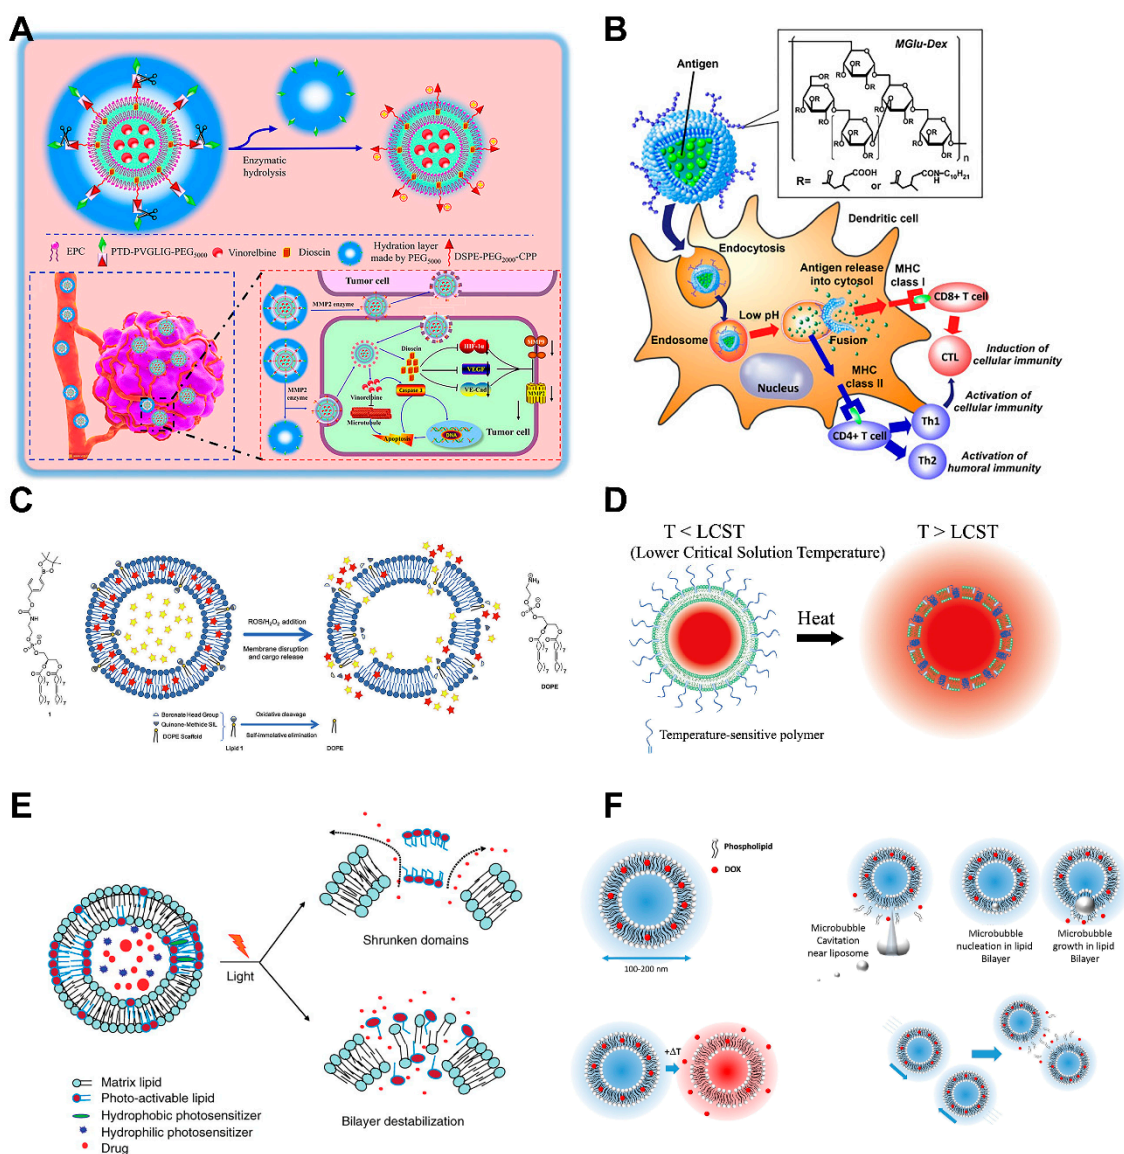 A
Enzymatic
hydrolysis
EPC
PTD-PVGLIG-PEG5000
Vinorelbine
Dioscin
Hydration layer
made by PEG5000
DSPE-PEG2000-CPP
Tumor cell
MMP2 enzyme
MMP2
enzyme
Dioscin
HIF-1α
VEGF
VE-Cad
MMP9
MMP2
Vinorelbine
Caspase 3
Microtubule
Apoptosis
DNA
Tumor cell
B
Antigen
MGlu-Dex
RO
OR
n
R=
COOH
or
CONH-C10H21
Dendritic cell
Endocytosis
Antigen release
into cytosol
MHC
class I
CD8+ T cell
Low pH
Endosome
Fusion
Nucleus
MHC
class II
CTL
Induction of
cellular immunity
Activation of
cellular immunity
CD4+ T cell
Th1
Th2
Activation of
humoral immunity
C
ROS/H2O2 addition
Membrane disruption
and cargo release
1
DOPE
Boronate Head Group
Quinone-Methide SIL
DOPE Scaffold
Lipid 1
Oxidative cleavage
Self-immolative elimination
DOPE
D
T < LCST
(Lower Critical Solution Temperature)
T > LCST
Heat
Temperature-sensitive polymer
E
Light
Shrunken domains
Bilayer destabilization
Matrix lipid
Photo-activable lipid
Hydrophobic photosensitizer
Hydrophilic photosensitizer
Drug
F
Phospholipid
DOX
100-200 nm
Microbubble
Cavitation
near liposome
Microbubble
nucleation in lipid
Bilayer
Microbubble
growth in lipid
Bilayer
+ΔT